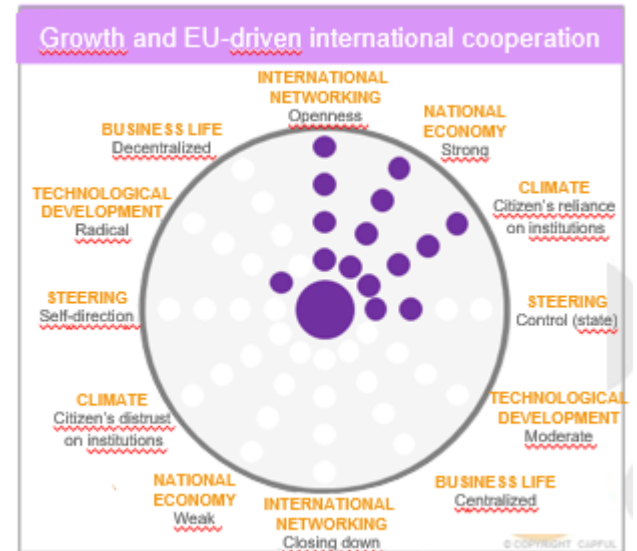 Growth and EU-driven international cooperation
INTERNATIONAL
NETWORKING
Openness
NATIONAL
ECONOMY
Strong
CLIMATE
Citizen's reliance
on institutions
STEERING
Control (state)
TECHNOLOGICAL
DEVELOPMENT
Moderate
BUSINESS LIFE
Centralized
INTERNATIONAL
NETWORKING
Closing down
NATIONAL
ECONOMY
Weak
CLIMATE
Citizen's distrust
on institutions
STEERING
Self-direction
TECHNOLOGICAL
DEVELOPMENT
Radical
BUSINESS LIFE
Decentralized
© COPYRIGHT CAPFUL